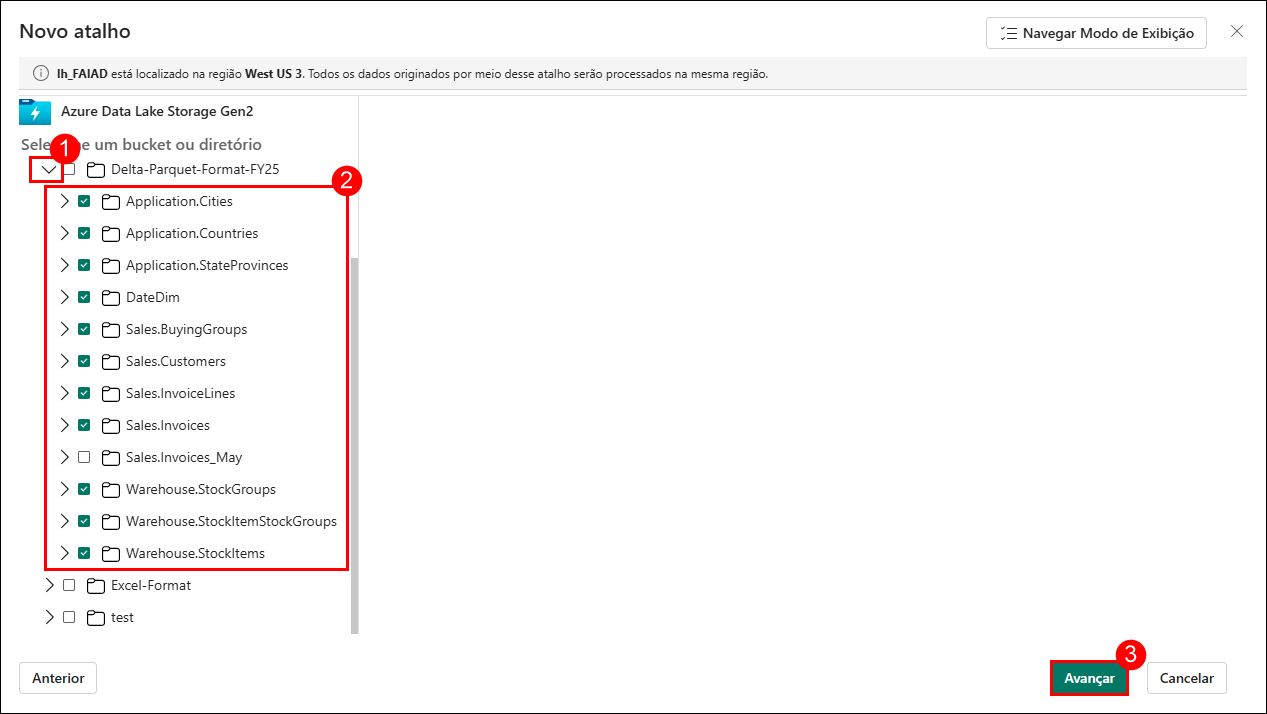 Novo atalho
Navegar Modo de Exibição
lh_FAIAD está localizado na região West US 3. Todos os dados originados por meio desse atalho serão processados na mesma região.
Azure Data Lake Storage Gen2
Sele e um bucket ou diretório
1
Delta-Parquet-Format-FY25
2
Application.Cities
Application.Countries
Application.StateProvinces
DateDim
Sales.BuyingGroups
Sales.Customers
Sales.InvoiceLines
Sales.Invoices
Sales.Invoices_May
Warehouse.StockGroups
Warehouse.StockItemStockGroups
Warehouse.StockItems
Excel-Format
test
3
Anterior
Avançar
Cancelar